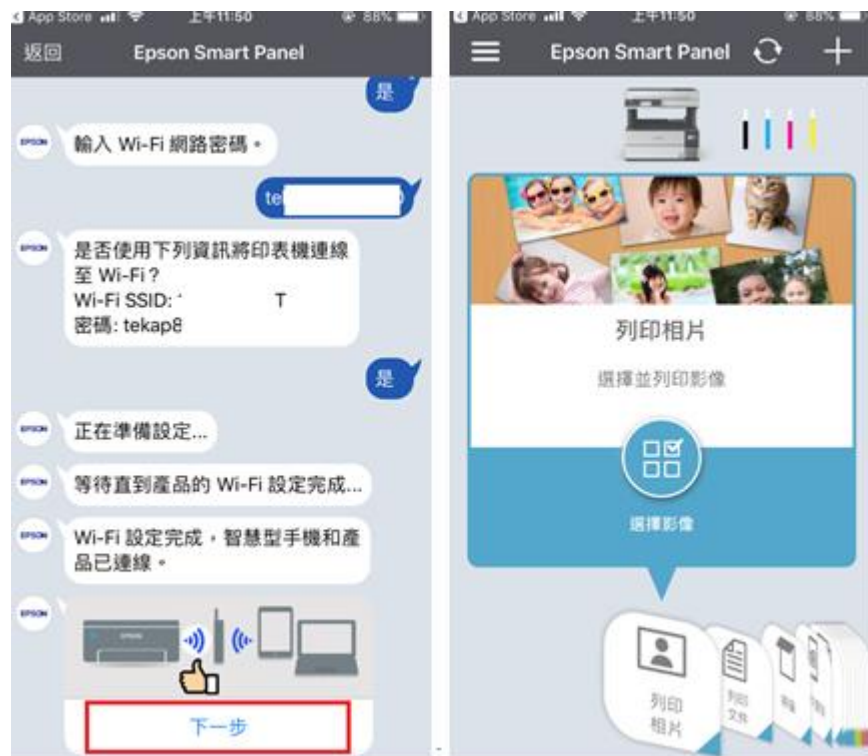 App Store
上午11:50
88%
返回
Epson Smart Panel
是
EPSON
輸入 Wi-Fi 網路密碼。
te
EPSON
是否使用下列資訊將印表機連線
至 Wi-Fi？
Wi-Fi SSID: T
密碼: tekap8
是
EPSON
正在準備設定...
EPSON
等待直到產品的 Wi-Fi 設定完成...
EPSON
Wi-Fi 設定完成，智慧型手機和產
品已連線。
EPSON
下一步
App Store
上午11:50
88%
Epson Smart Panel
列印相片
選擇並列印影像
選擇影像
列印
相片
列印
文件